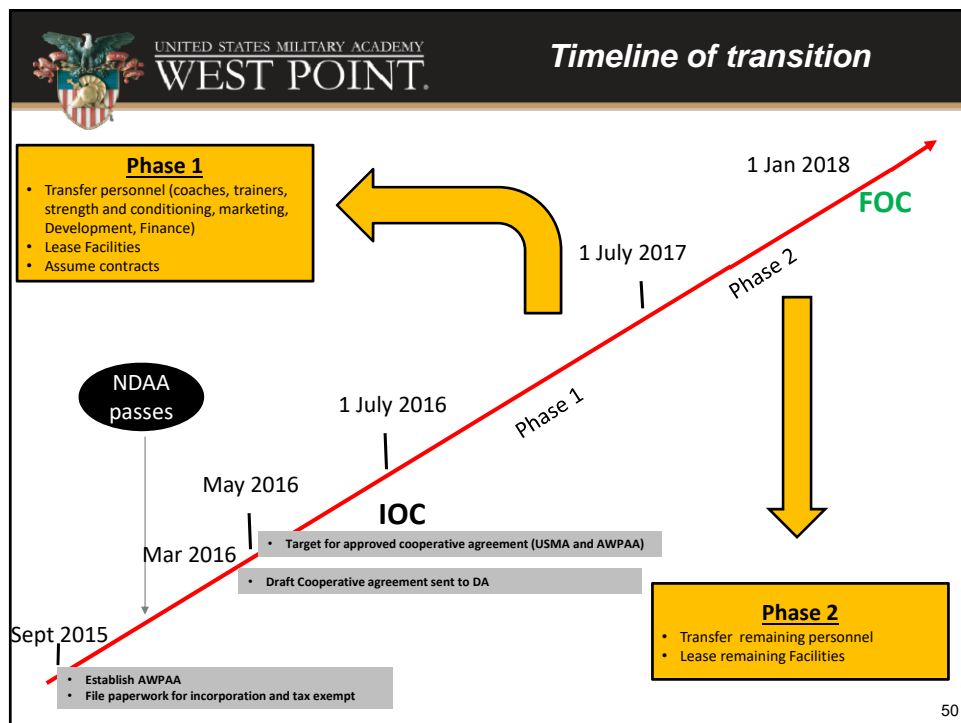 UNITED STATES MILITARY ACADEMY
WEST POINT.
Timeline of transition
Phase 1
• Transfer personnel (coaches, trainers,
strength and conditioning, marketing,
Development, Finance)
• Lease Facilities
• Assume contracts
1 Jan 2018
FOC
1 July 2017
Phase 2
NDAA
passes
1 July 2016
Phase 1
May 2016
IOC
• Target for approved cooperative agreement (USMA and AWPAA)
Mar 2016
• Draft Cooperative agreement sent to DA
Phase 2
• Transfer remaining personnel
• Lease remaining Facilities
Sept 2015
• Establish AWPAA
• File paperwork for incorporation and tax exempt
50